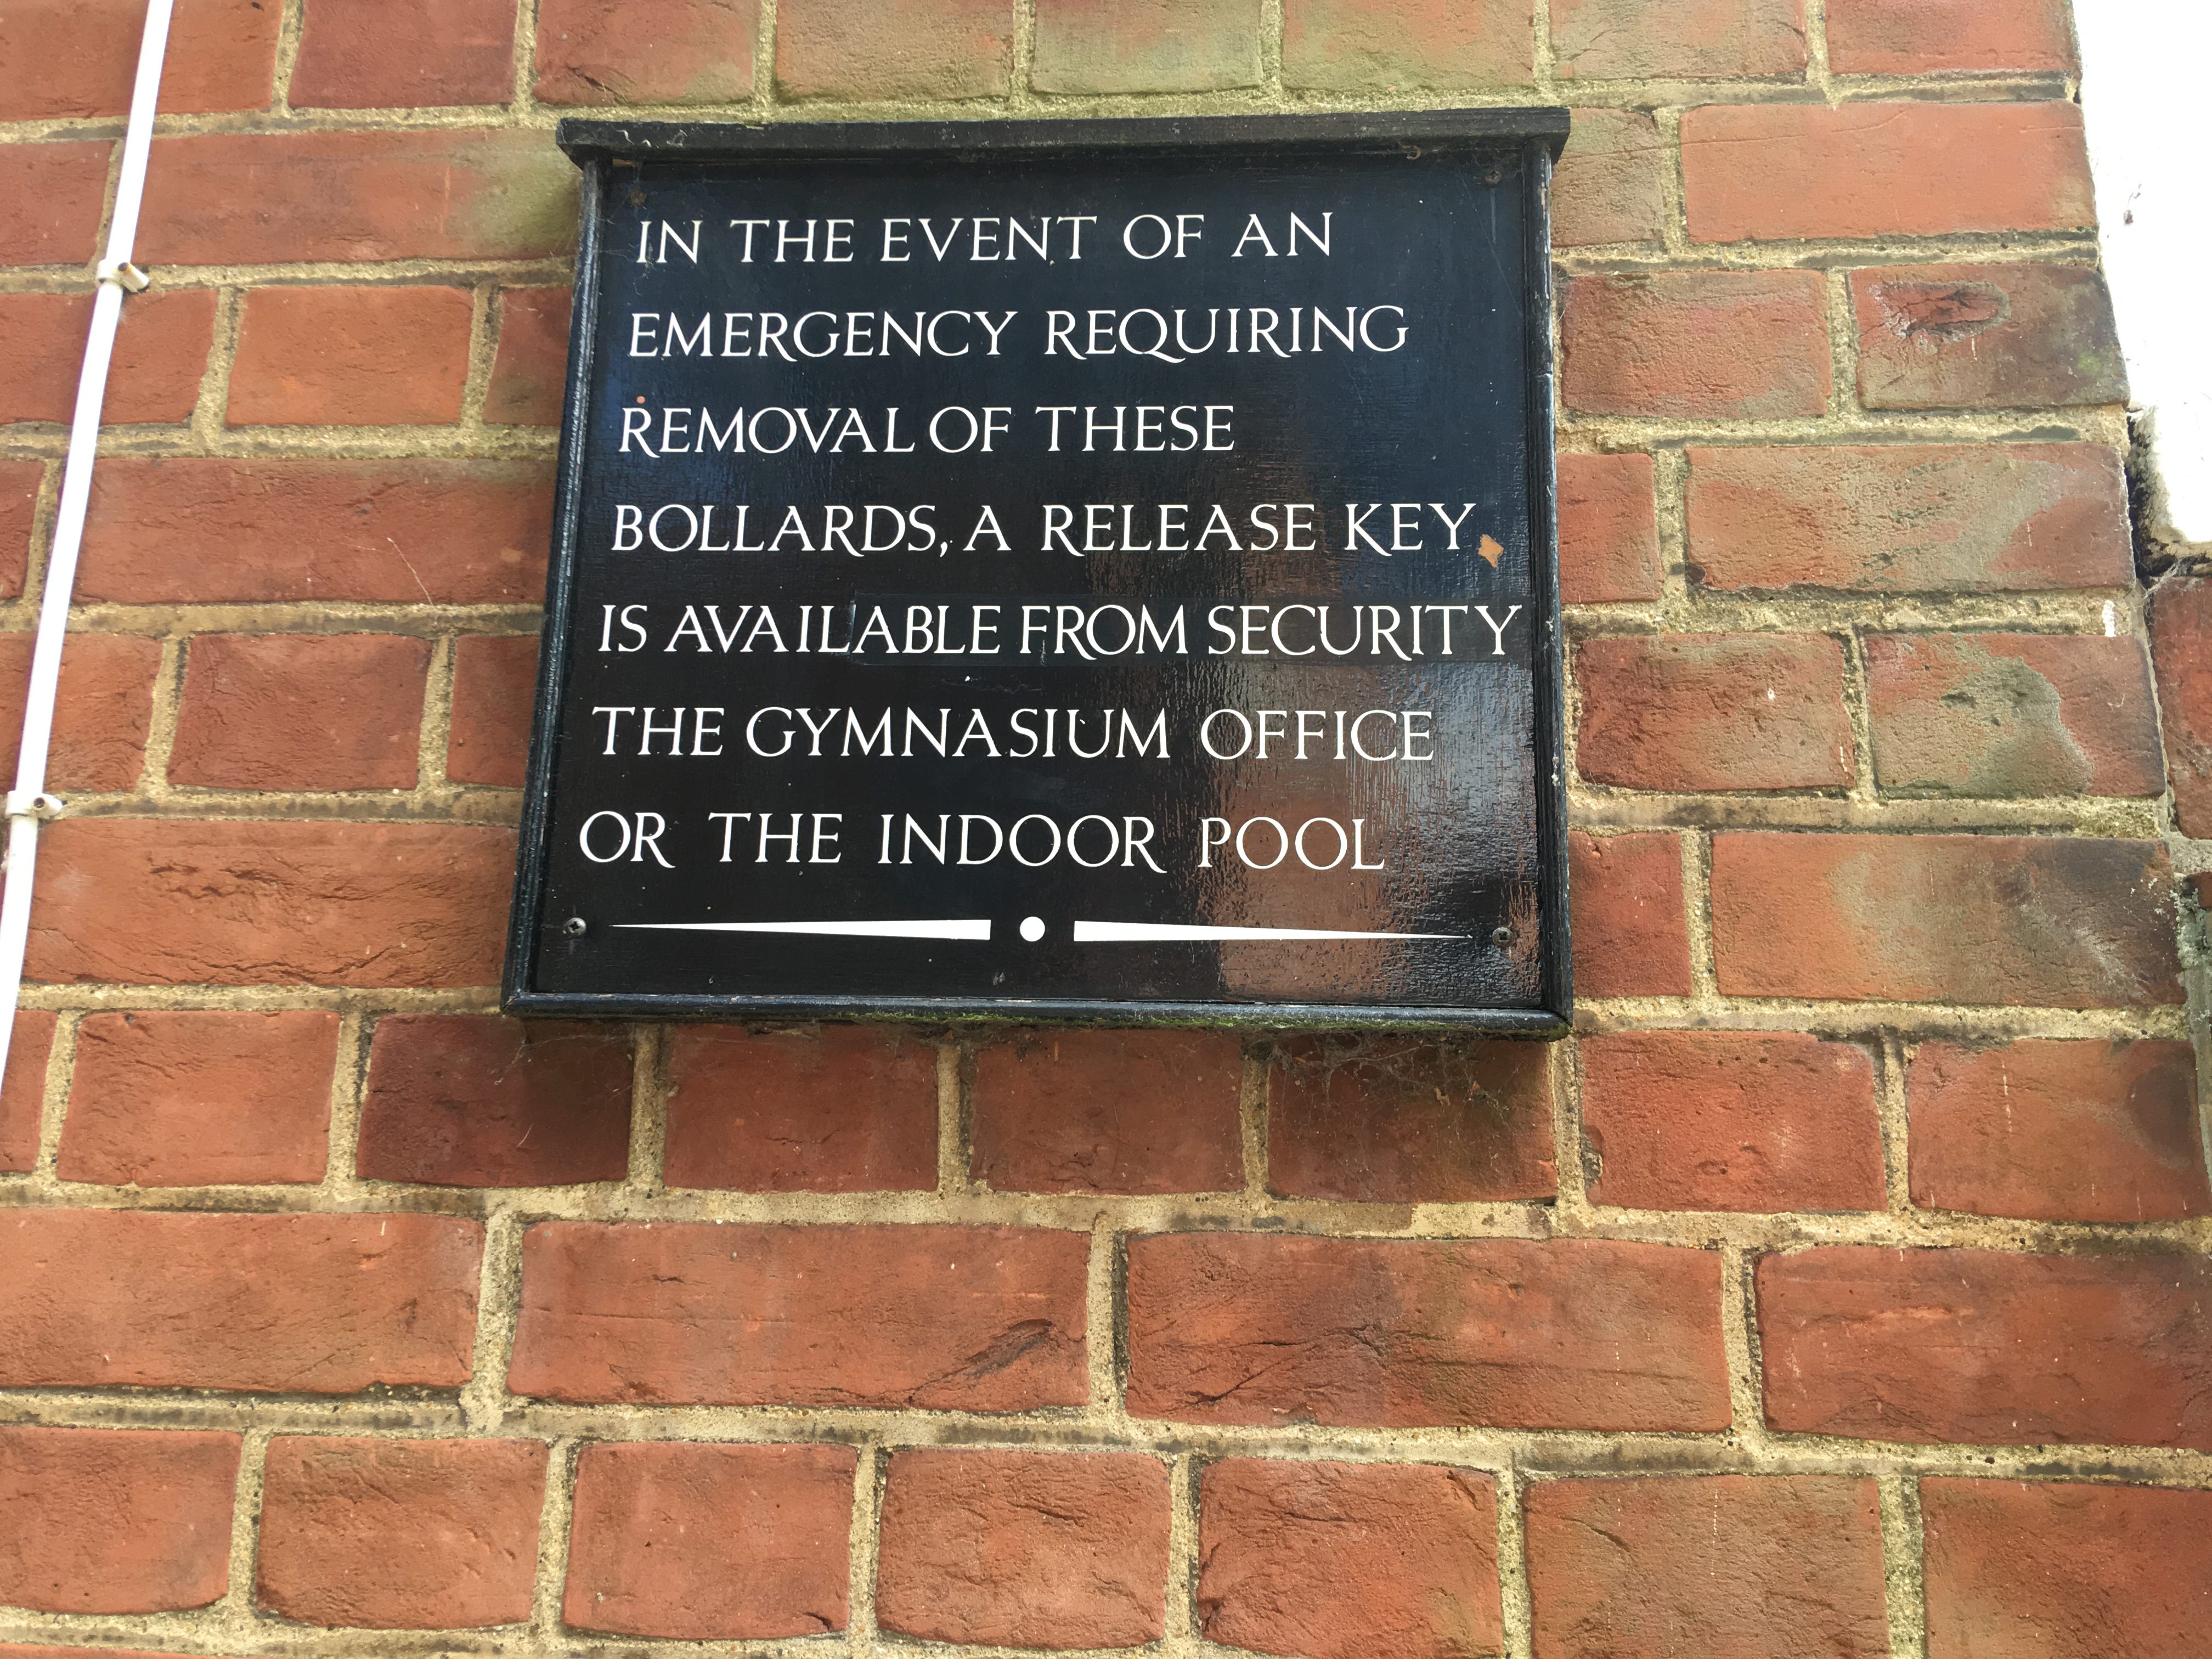 IN THE EVENT OF AN
EMERGENCY REQUIRING
REMOVAL OF THESE
BOLLARDS, A RELEASE KEY
IS AVAILABLE FROM SECURITY
THE GYMNASIUM OFFICE
OR THE INDOOR POOL